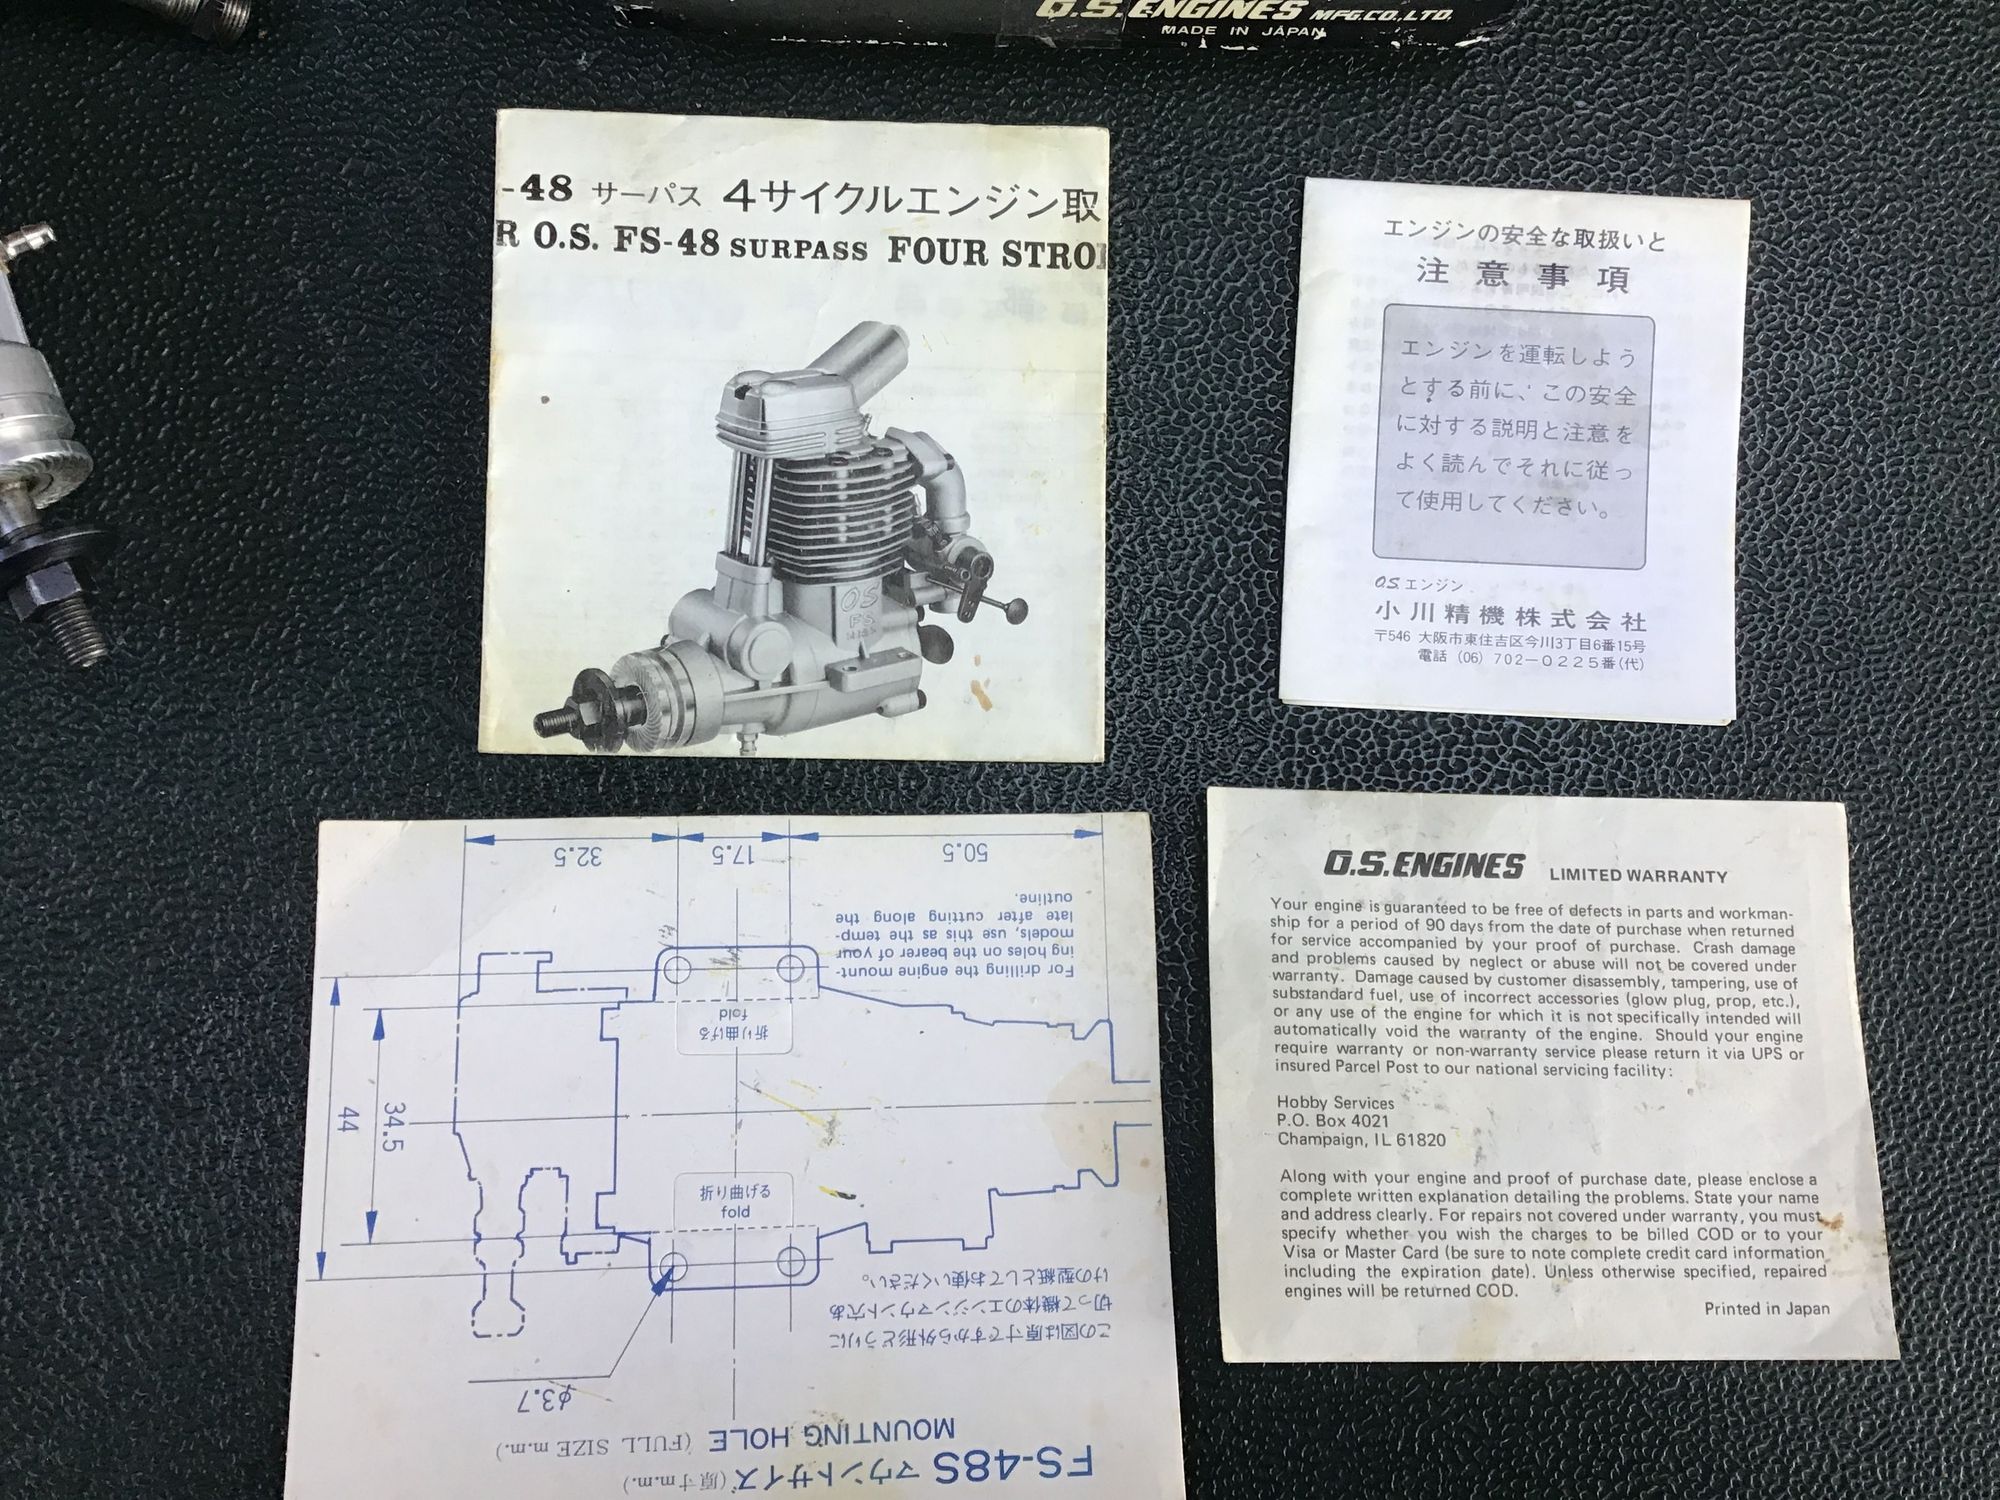 O.S. ENGINES MFG.CO.,LTD.
MADE IN JAPAN
-48 サーパス 4サイクルエンジン取
R O.S. FS-48 SURPASS FOUR STRO
OS
FS
エンジンの安全な取扱いと
注意事項
エンジンを運転しよう
とする前に、この安全
に対する説明と注意を
よく読んでそれに従っ
て使用してください。
O.S.エンジン
小川精機株式会社
〒546 大阪市東住吉区今川3丁目6番15号
電話 (06) 702-0225番(代)
FS-48S マウントサイズ(原寸m.m.)
MOUNTING HOLE (FULL SIZE m.m.)
φ3.7
この図は原寸ですから外形どうりに
切って機体のエンジンマウント穴あ
けの型紙としてお使いください。
折り曲げる
fold
44
34.5
折り曲げる
fold
For drilling the engine mount-
ing holes on the bearer of your
models, use this as the temp-
late after cutting along the
outline.
50.5
17.5
32.5
O.S.ENGINES LIMITED WARRANTY
Your engine is guaranteed to be free of defects in parts and workman-
ship for a period of 90 days from the date of purchase when returned
for service accompanied by your proof of purchase. Crash damage
and problems caused by neglect or abuse will not be covered under
warranty. Damage caused by customer disassembly, tampering, use of
substandard fuel, use of incorrect accessories (glow plug, prop, etc.),
or any use of the engine for which it is not specifically intended will
automatically void the warranty of the engine. Should your engine
require warranty or non-warranty service please return it via UPS or
insured Parcel Post to our national servicing facility:
Hobby Services
P.O. Box 4021
Champaign, IL 61820
Along with your engine and proof of purchase date, please enclose a
complete written explanation detailing the problems. State your name
and address clearly. For repairs not covered under warranty, you must
specify whether you wish the charges to be billed COD or to your
Visa or Master Card (be sure to note complete credit card information
including the expiration date). Unless otherwise specified, repaired
engines will be returned COD.
Printed in Japan